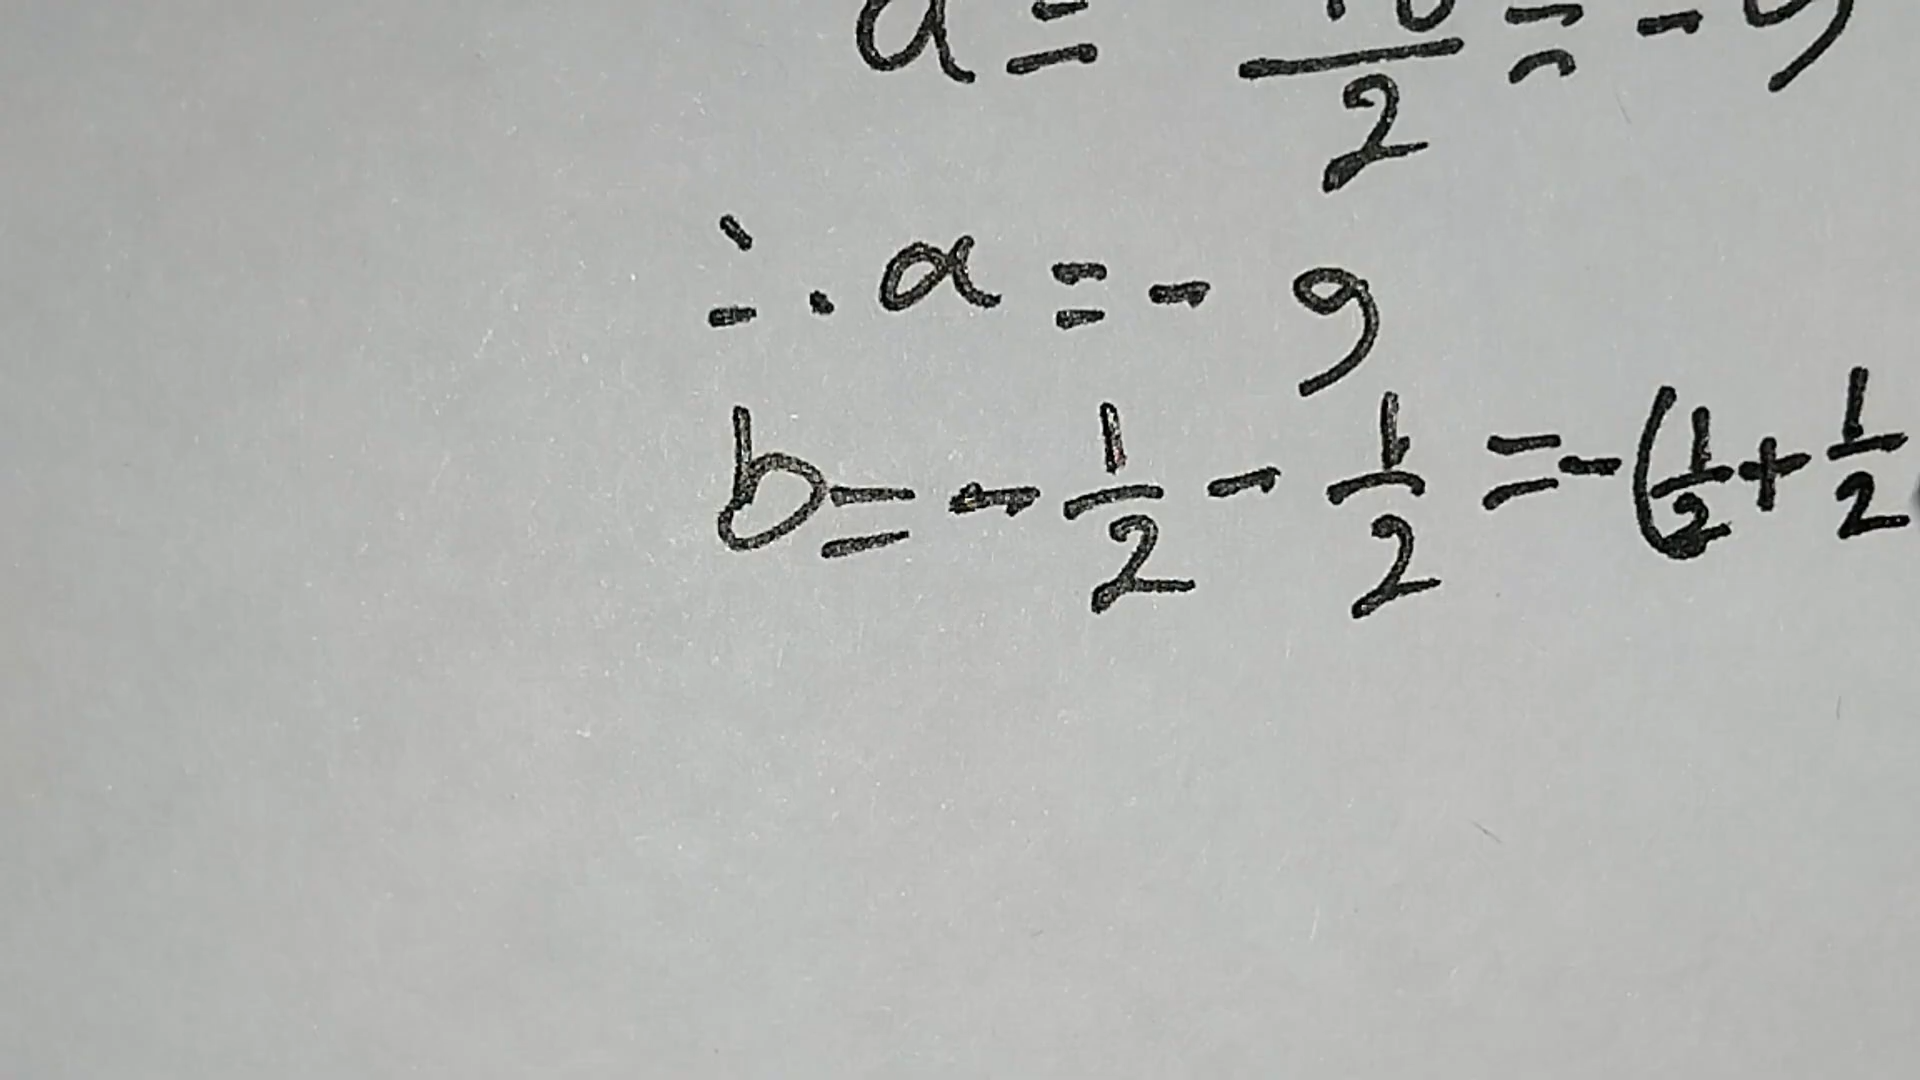 a = /2 = -9
∴ a = - 9
b = - 1/2 - 1/2 = -(1/2 + 1/2